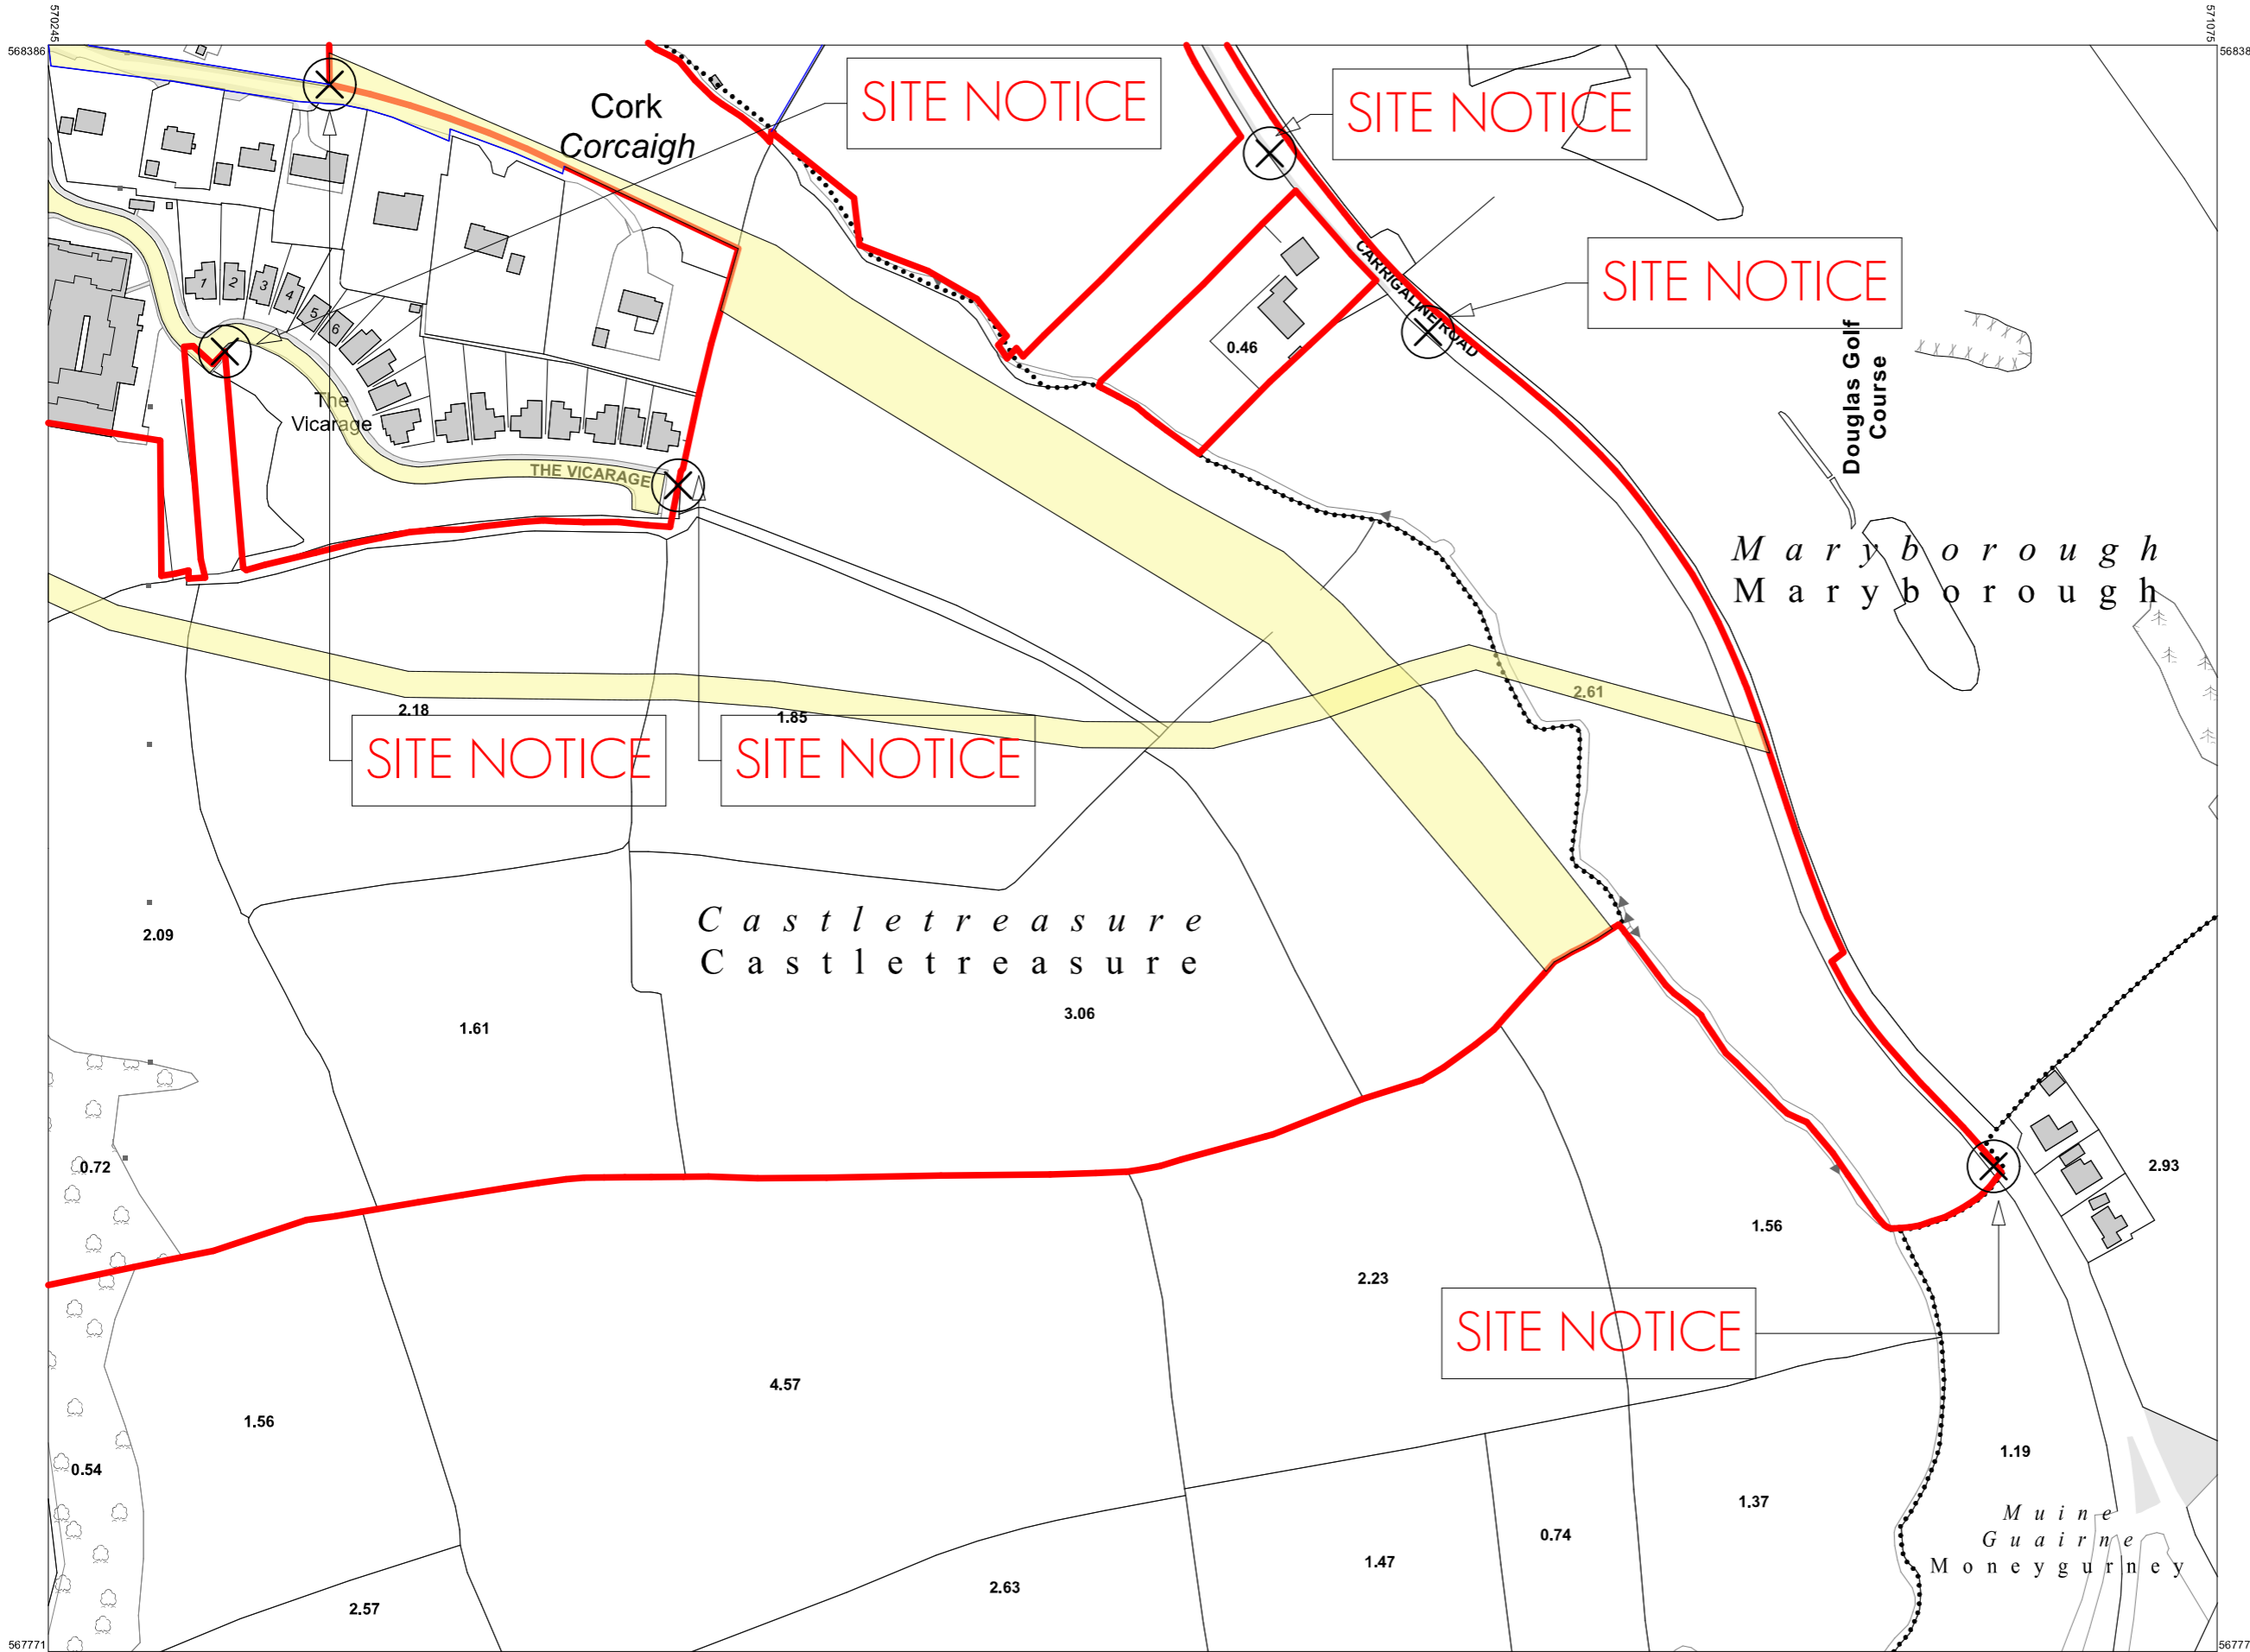 570245
571075
568386
56838
Cork
Corcaigh
SITE NOTICE
SITE NOTICE
SITE NOTICE
CARRIGALINE ROAD
1
2
3
4
5
6
0.46
Douglas Golf
Course
The
Vicarage
THE VICARAGE
Maryborough
Maryborough
2.61
2.18
1.85
SITE NOTICE
SITE NOTICE
Castletreasure
Castletreasure
2.09
3.06
1.61
0.72
2.93
1.56
2.23
SITE NOTICE
4.57
1.56
0.54
1.19
1.37
Muine
Guairne
Moneygurney
0.74
1.47
2.63
2.57
567771
56777